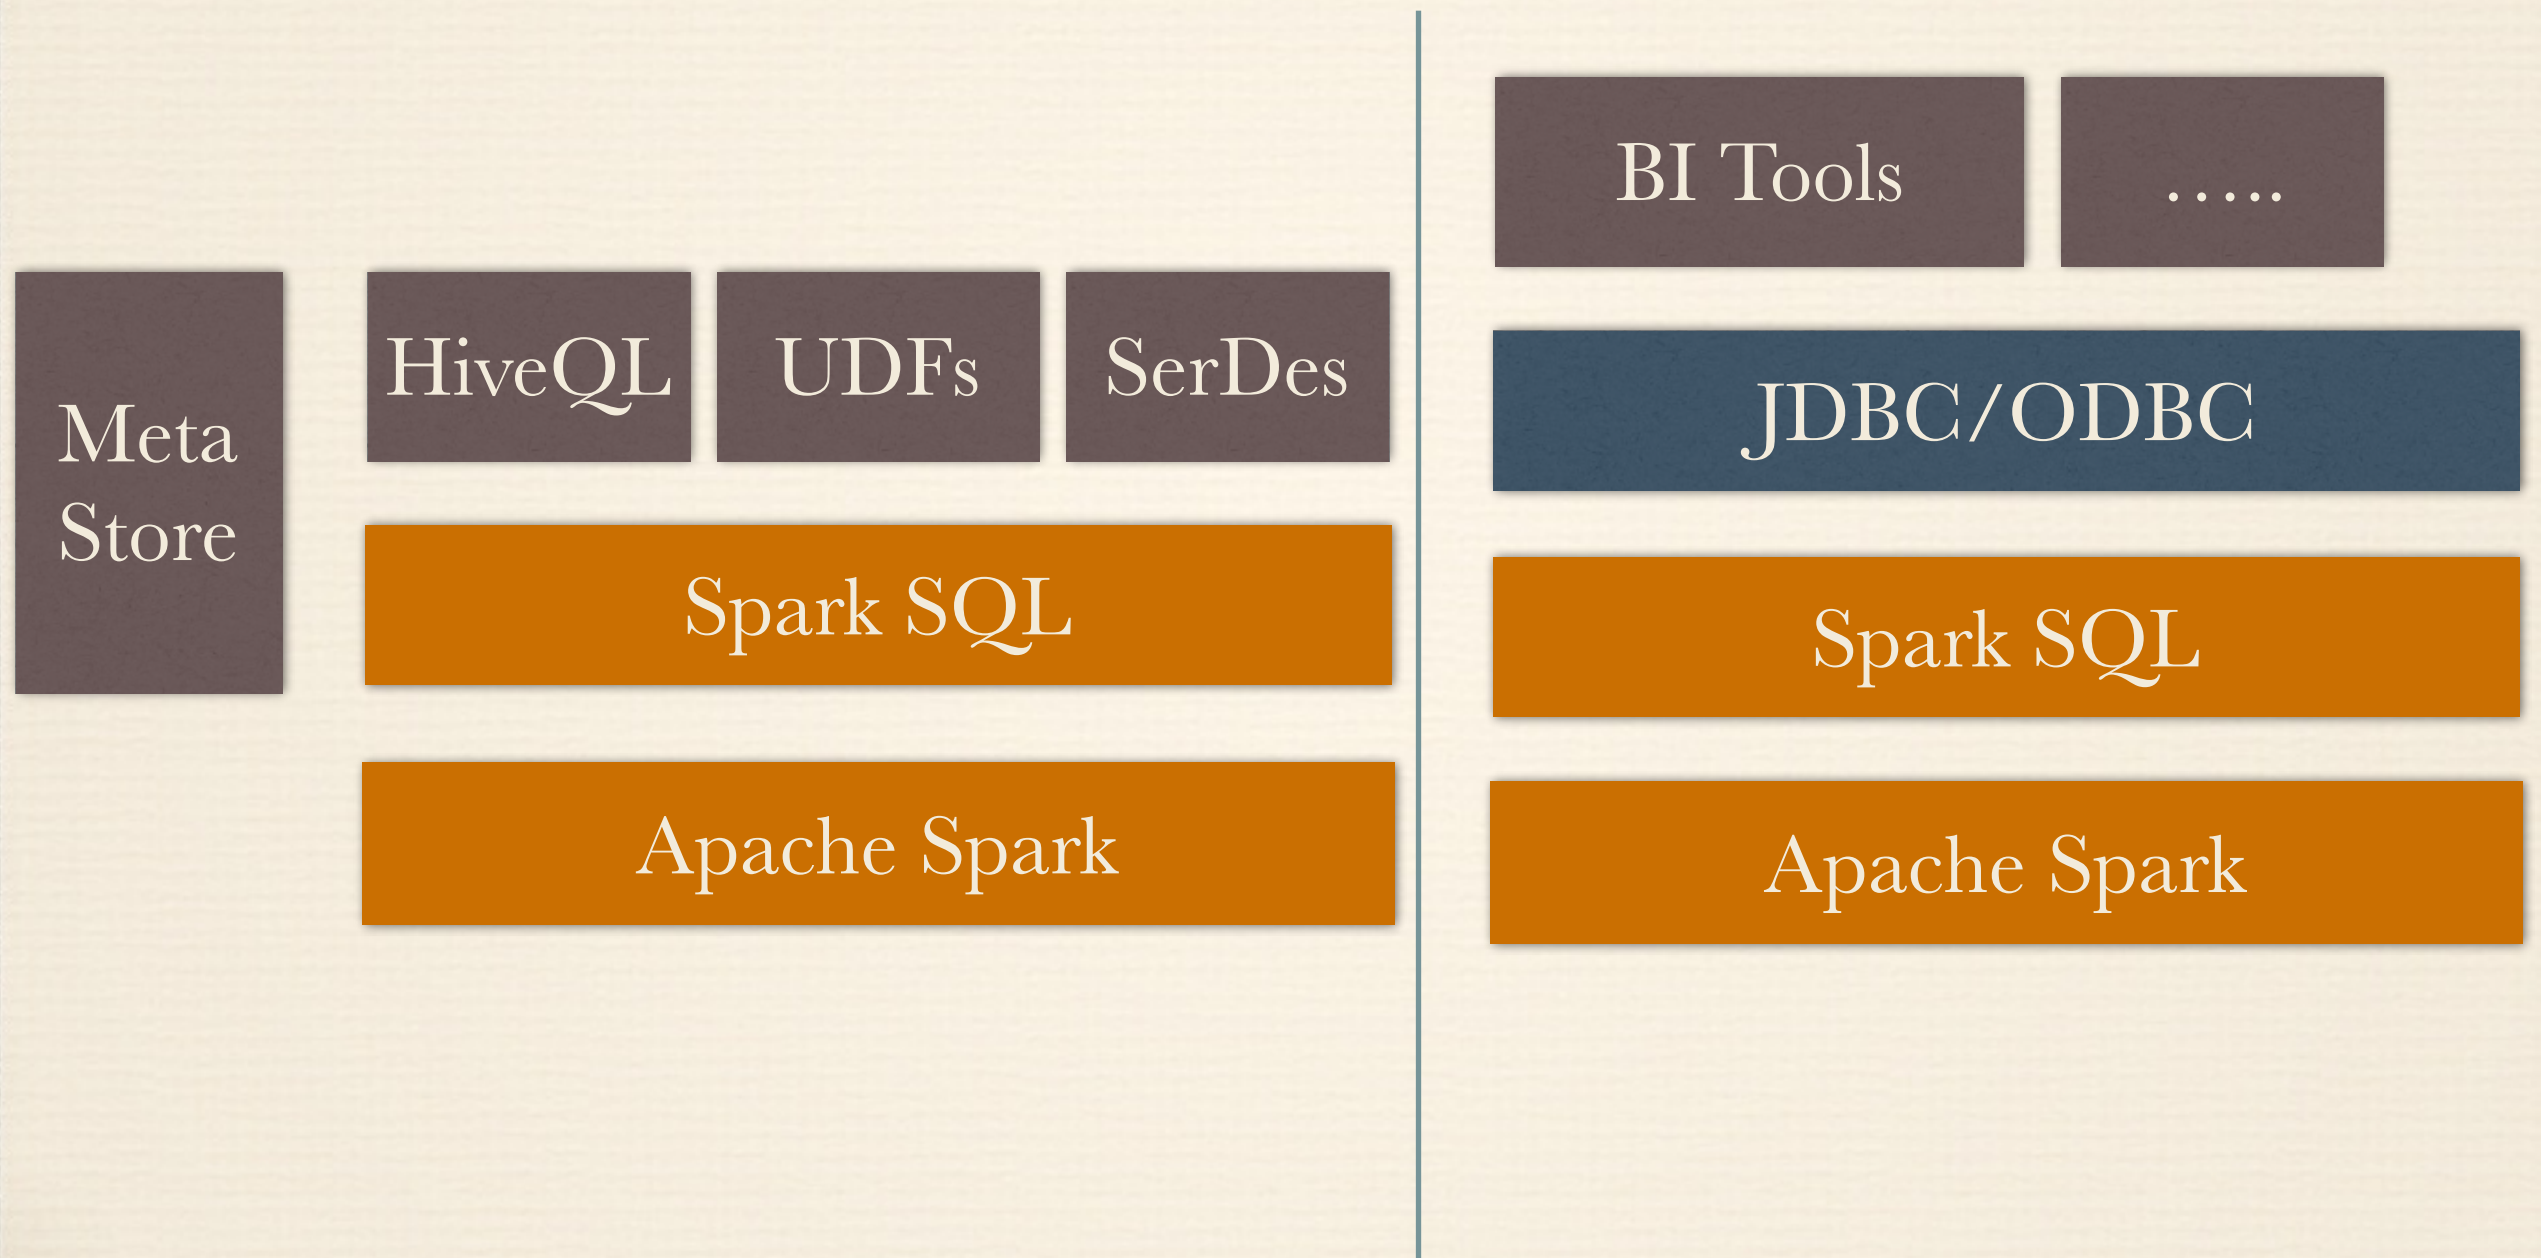 Meta
Store
HiveQL
UDFs
SerDes
Spark SQL
Apache Spark
BI Tools
…..
JDBC/ODBC
Spark SQL
Apache Spark